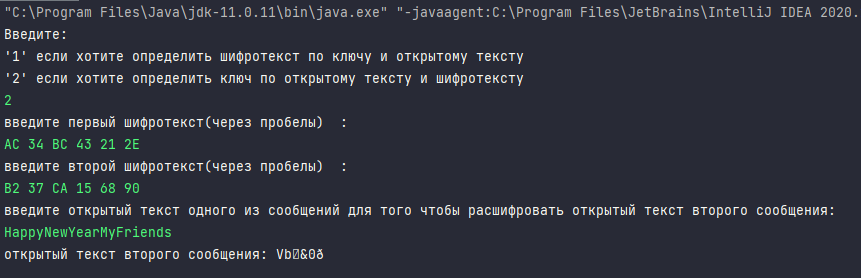 "C:\Program Files\Java\jdk-11.0.11\bin\java.exe" "-javaagent:C:\Program Files\JetBrains\IntelliJ IDEA 2020.
Введите:
'1' если хотите определить шифротекст по ключу и открытому тексту
'2' если хотите определить ключ по открытому тексту и шифротексту
2
введите первый шифротекст(через пробелы)  :
AC 34 BC 43 21 2E
введите второй шифротекст(через пробелы)  :
B2 37 CA 15 68 90
введите открытый текст одного из сообщений для того чтобы расшифровать открытый текст второго сообщения:
HappyNewYearMyFriends
открытый текст второго сообщения: Vb&0ð